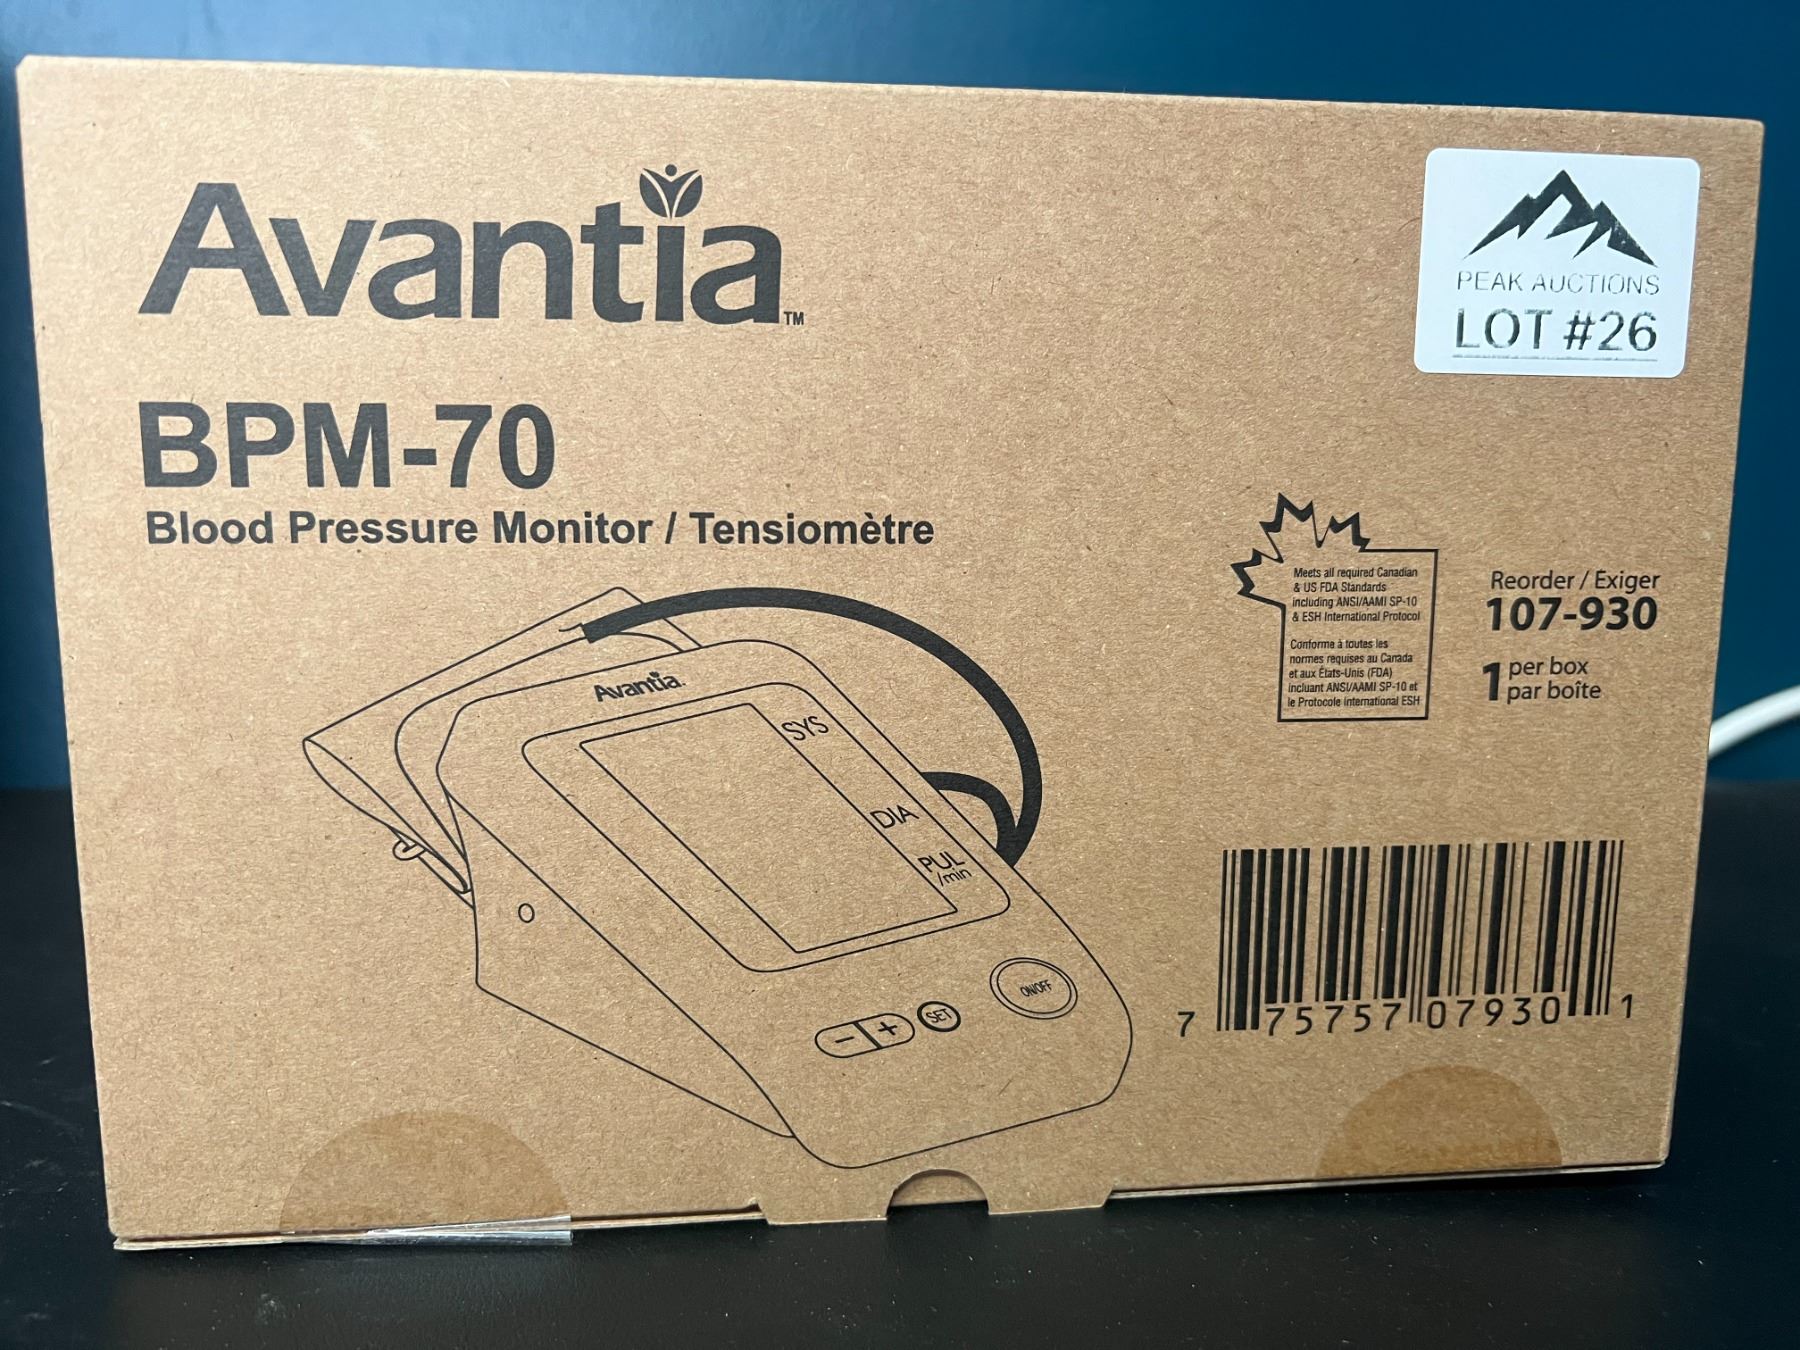 Avantia™
PEAK AUCTIONS
LOT #26
BPM-70
Blood Pressure Monitor / Tensiomètre
Meets all required Canadian
& US FDA Standards
including ANSI/AAMI SP-10
& ESH International Protocol
Conforme à toutes les
normes requises au Canada
et aux États-Unis (FDA)
incluant ANSI/AAMI SP-10 et
le Protocole international ESH
Reorder / Exiger
107-930
1 per box
par boîte
Avantia
SYS
DIA
PUL
/min
ON/OFF
- + SET
7 75757 07930 1